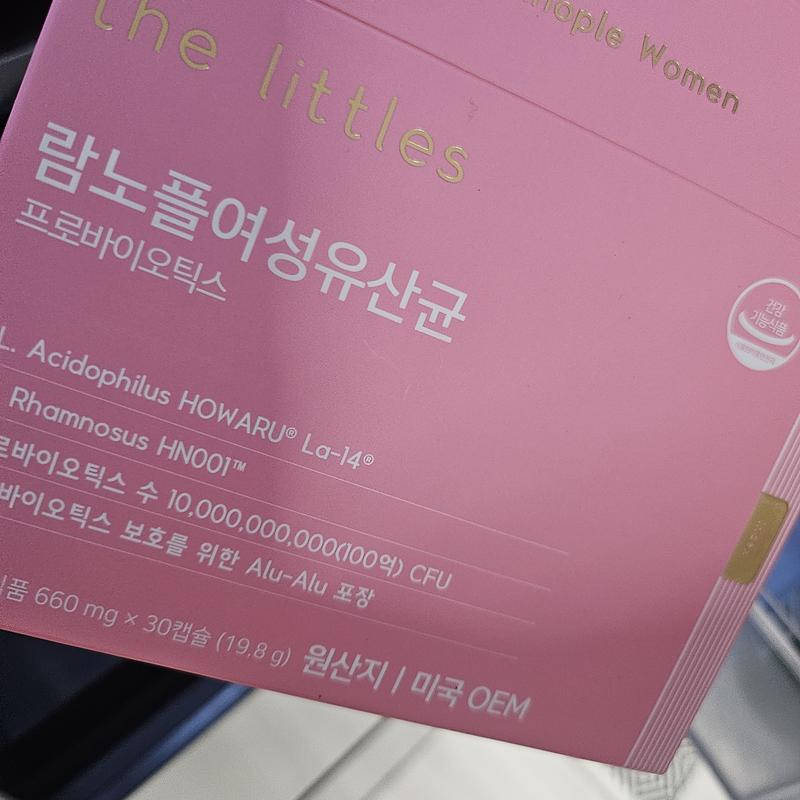 the littles
Women
람노플여성유산균
프로바이오틱스
건강
기능식품
L. Acidophilus HOWARU® La-14®
Rhamnosus HN001™
로바이오틱스 수 10,000,000,000(100억) CFU
바이오틱스 보호를 위한 Alu-Alu 포장
품 660 mg × 30캡슐 (19.8 g) 원산지 | 미국 OEM